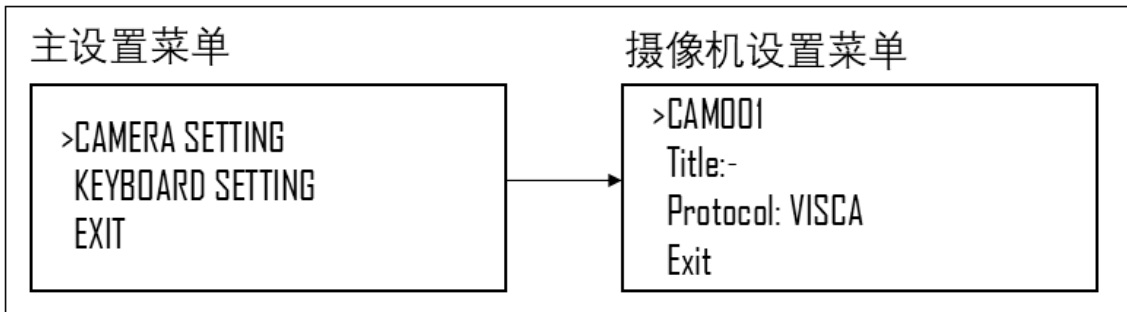 主设置菜单
>CAMERA SETTING
KEYBOARD SETTING
EXIT
摄像机设置菜单
>CAM001
Title:-
Protocol: VISCA
Exit